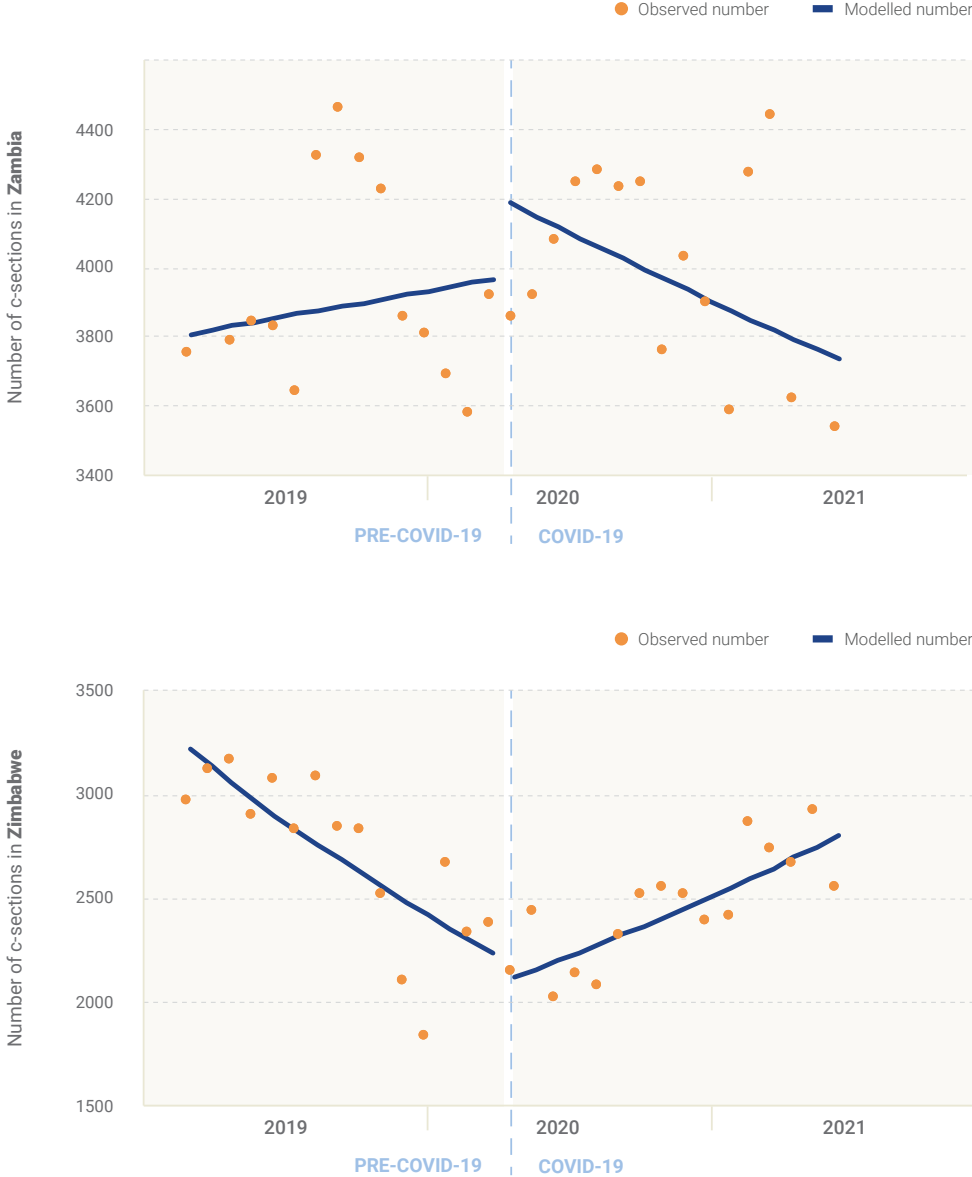 Observed number Modelled number
Number of c-sections in Zambia
4400
4200
4000
3800
3600
3400
2019 2020 2021
PRE-COVID-19 COVID-19
Observed number Modelled number
Number of c-sections in Zimbabwe
3500
3000
2500
2000
1500
2019 2020 2021
PRE-COVID-19 COVID-19